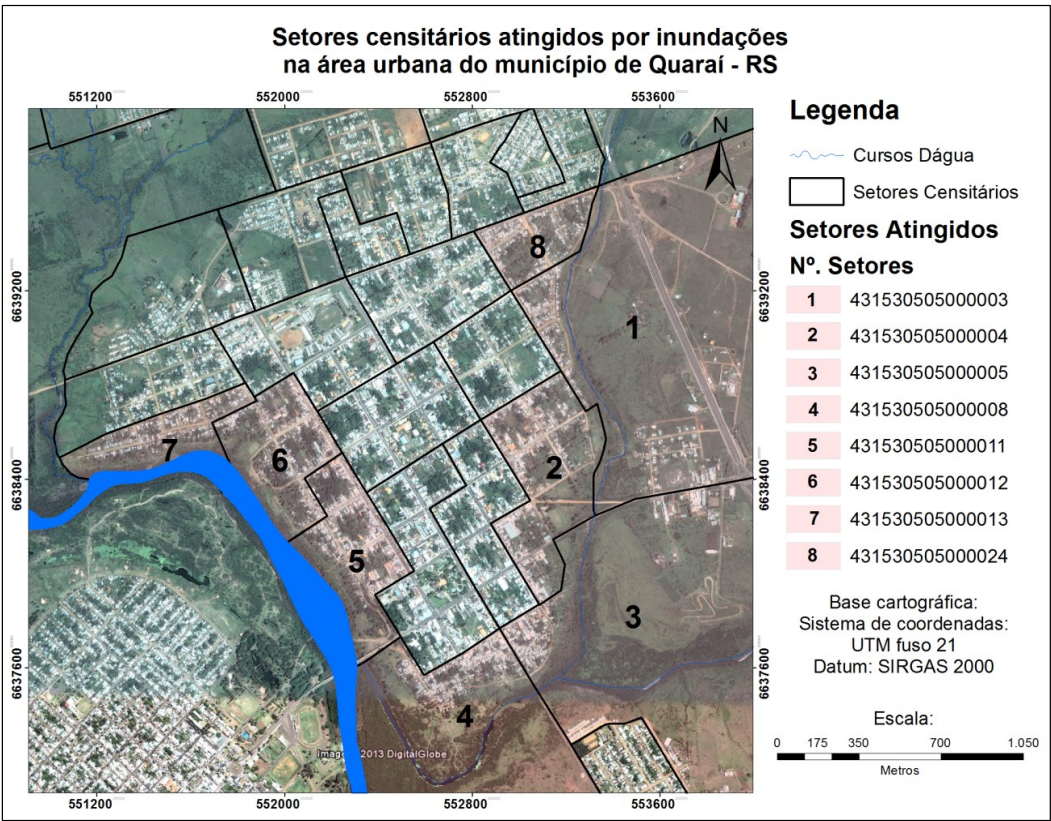 Setores censitários atingidos por inundações
na área urbana do município de Quaraí - RS
551200 552000 552800 553600
6639200 6639200
6638400 6638400
6637600 6637600
551200 552000 552800 553600
8
1
7
6
2
5
3
4
N
Legenda
Cursos Dágua
Setores Censitários
Setores Atingidos
Nº. Setores
1 431530505000003
2 431530505000004
3 431530505000005
4 431530505000008
5 431530505000011
6 431530505000012
7 431530505000013
8 431530505000024
Base cartográfica:
Sistema de coordenadas:
UTM fuso 21
Datum: SIRGAS 2000
Escala:
0 175 350 700 1.050
Metros
2013 DigitalGlobe